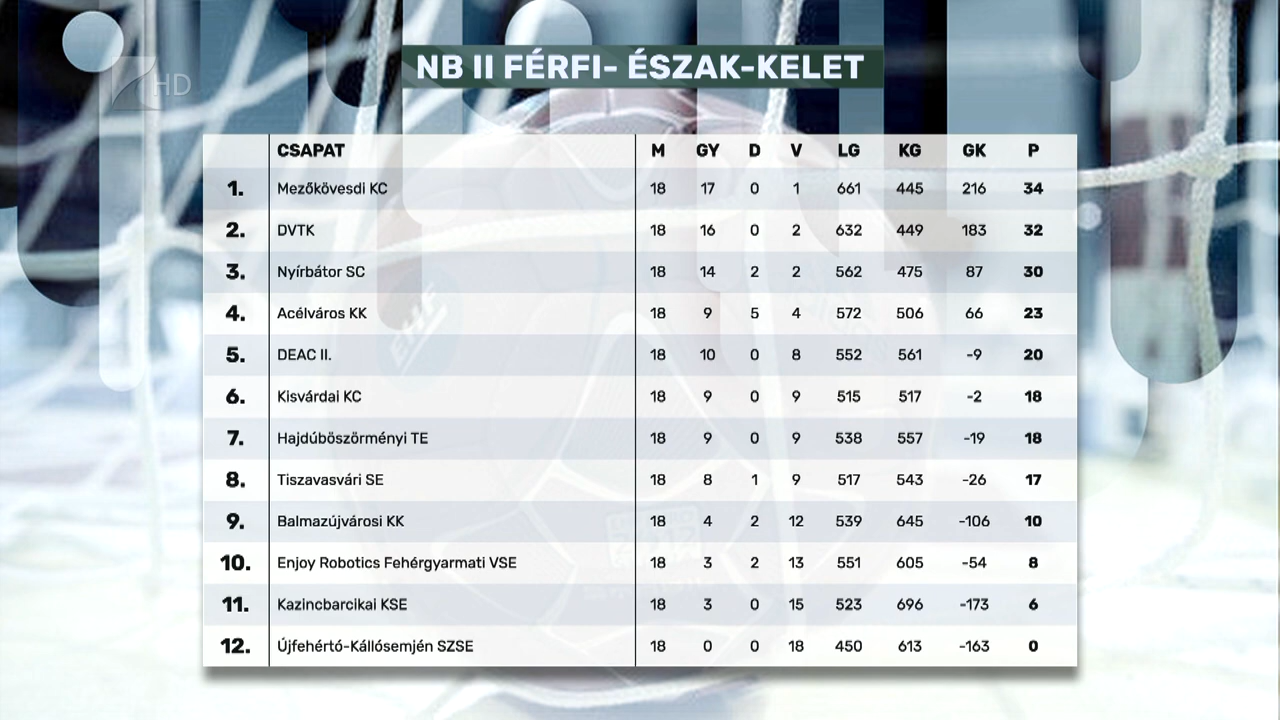 HD
NB II FÉRFI- ÉSZAK-KELET
CSAPAT M GY D V LG KG GK P
1. Mezőkövesdi KC 18 17 0 1 661 445 216 34
2. DVTK 18 16 0 2 632 449 183 32
3. Nyírbátor SC 18 14 2 2 562 475 87 30
4. Acélváros KK 18 9 5 4 572 506 66 23
5. DEAC II. 18 10 0 8 552 561 -9 20
6. Kisvárdai KC 18 9 0 9 515 517 -2 18
7. Hajdúböszörményi TE 18 9 0 9 538 557 -19 18
8. Tiszavasvári SE 18 8 1 9 517 543 -26 17
9. Balmazújvárosi KK 18 4 2 12 539 645 -106 10
10. Enjoy Robotics Fehérgyarmati VSE 18 3 2 13 551 605 -54 8
11. Kazincbarcikai KSE 18 3 0 15 523 696 -173 6
12. Újfehértó-Kállósemjén SZSE 18 0 0 18 450 613 -163 0